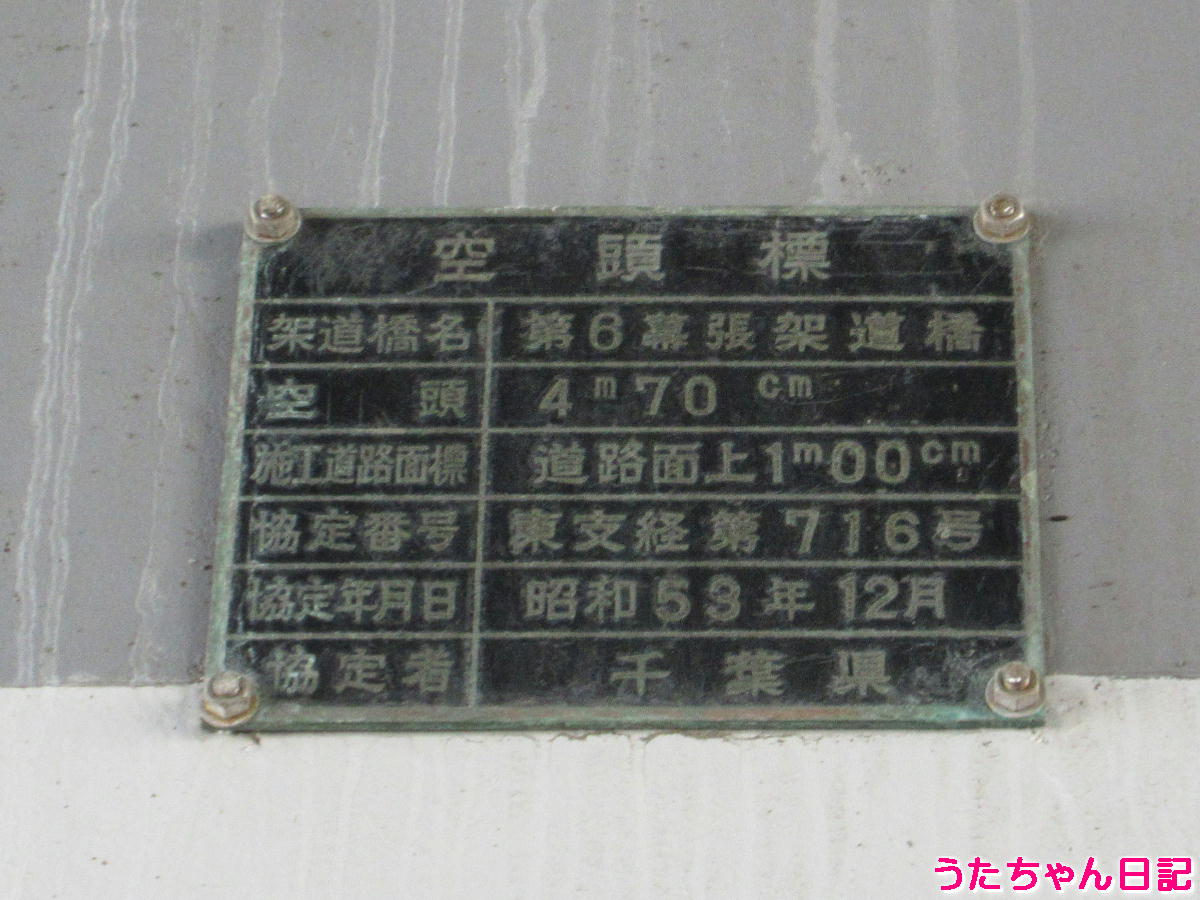 空頭標
架道橋名 第6幕張架道橋
空頭 4m70cm
施工道路面標 道路面上1m00cm
協定番号 東支経第716号
協定年月日 昭和53年12月
協定者 千葉県
うたちゃん日記